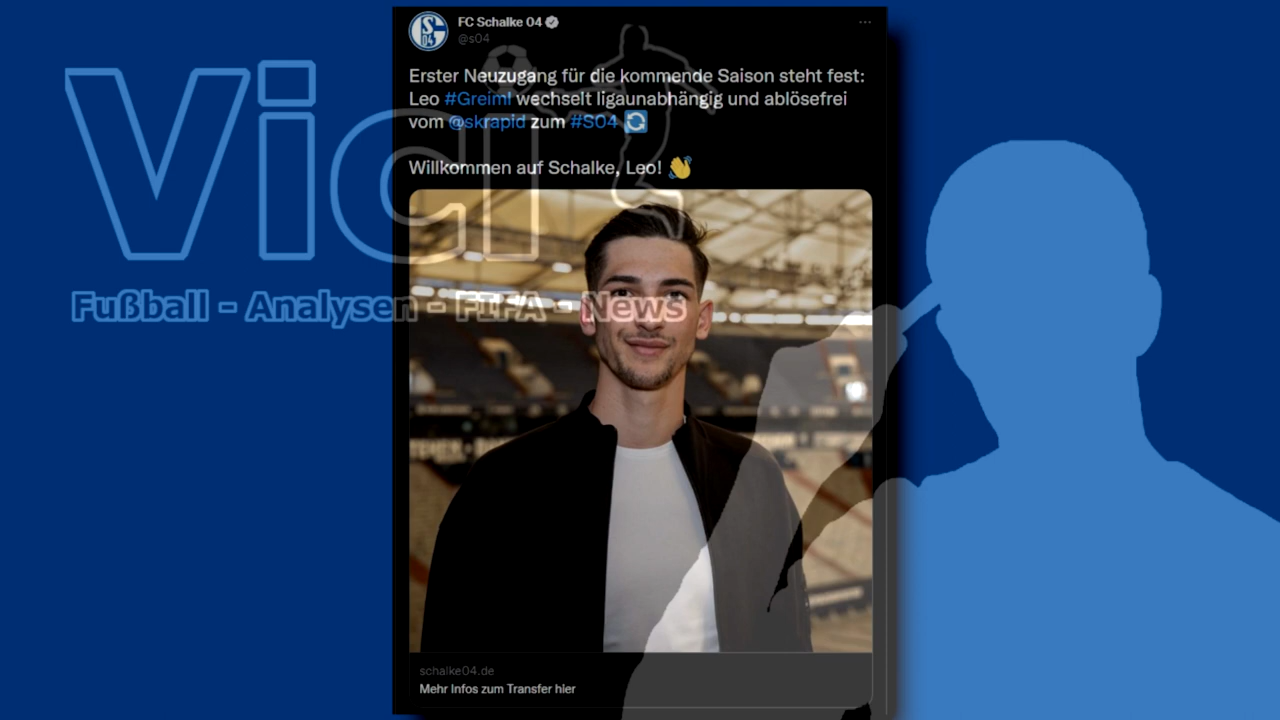 FC Schalke 04
@s04
Erster Neuzugang für die kommende Saison steht fest:
Leo #Greiml wechselt ligaunabhängig und ablösefrei
vom @skrapid zum #S04 🔄
Willkommen auf Schalke, Leo! 👏
Vici
Fußball - Analysen - FIFA - News
schalke04.de
Mehr Infos zum Transfer hier